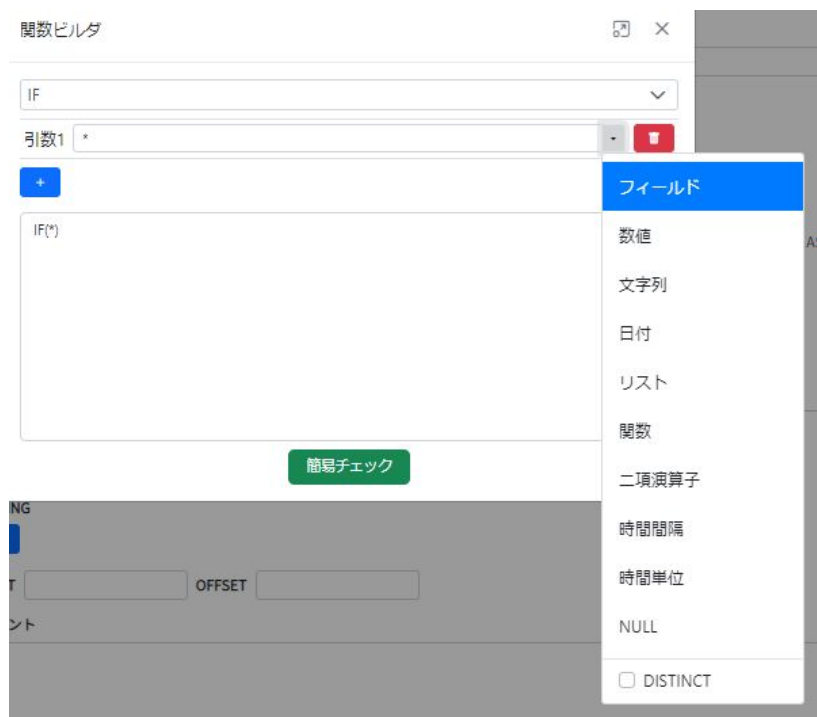 関数ビルダ
IF
引数1 *
+
IF(*)
簡易チェック
フィールド
数値
文字列
日付
リスト
関数
二項演算子
時間間隔
時間単位
NULL
DISTINCT
NG
T
OFFSET
ント